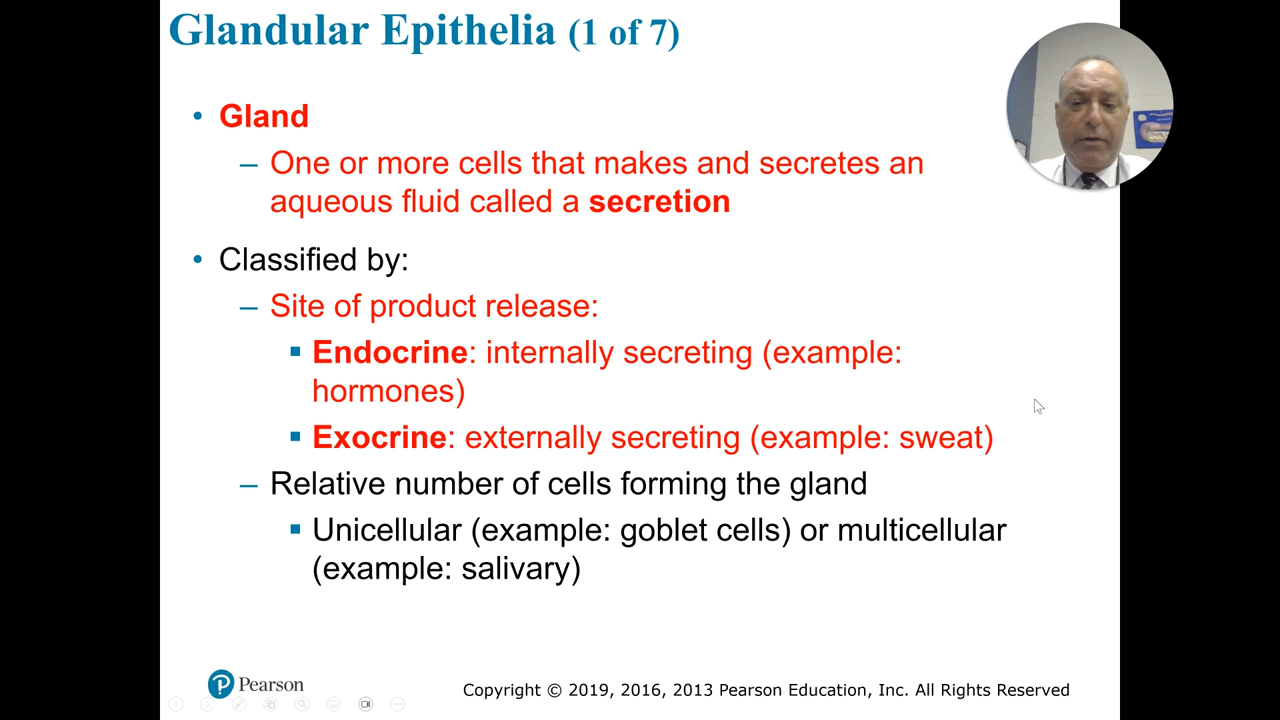 Glandular Epithelia (1 of 7)
• Gland
– One or more cells that makes and secretes an
aqueous fluid called a secretion
• Classified by:
– Site of product release:
▪ Endocrine: internally secreting (example:
hormones)
▪ Exocrine: externally secreting (example: sweat)
– Relative number of cells forming the gland
▪ Unicellular (example: goblet cells) or multicellular
(example: salivary)
P Pearson
Copyright © 2019, 2016, 2013 Pearson Education, Inc. All Rights Reserved